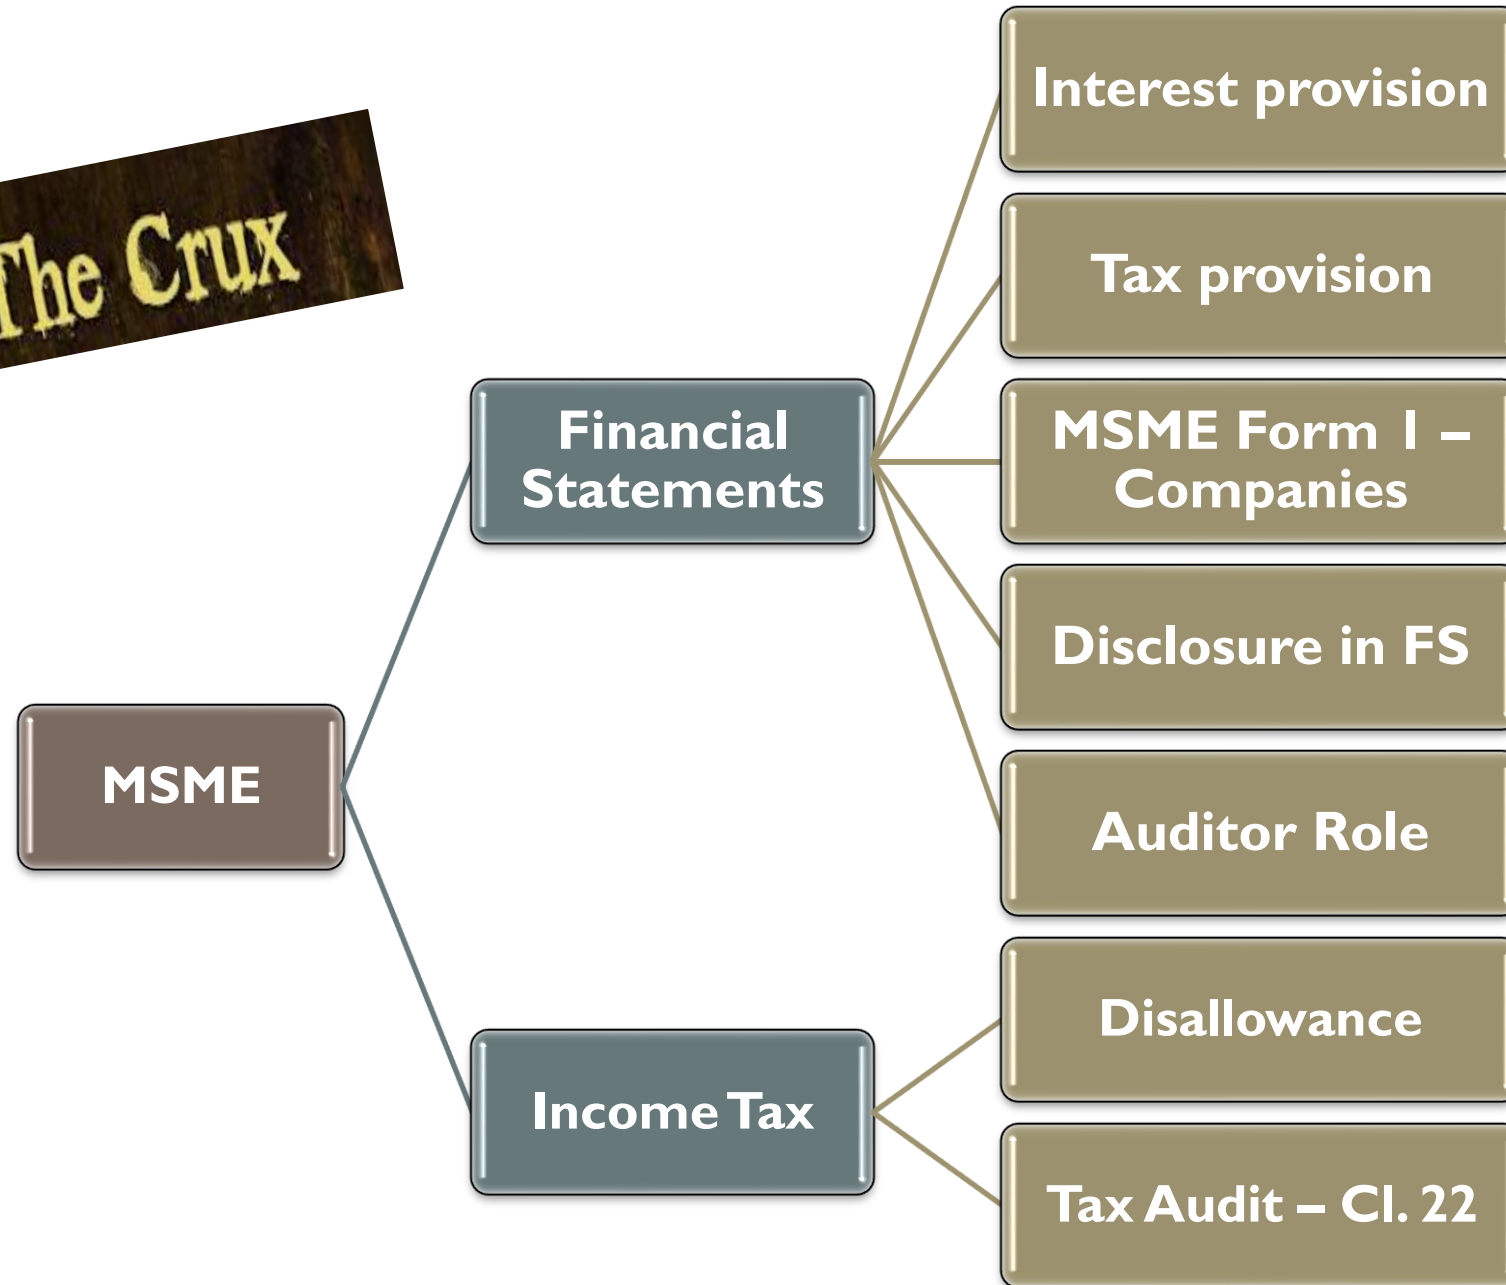 The Crux
Interest provision
Tax provision
Financial
Statements
MSME Form 1 –
Companies
Disclosure in FS
MSME
Auditor Role
Disallowance
Income Tax
Tax Audit – Cl. 22